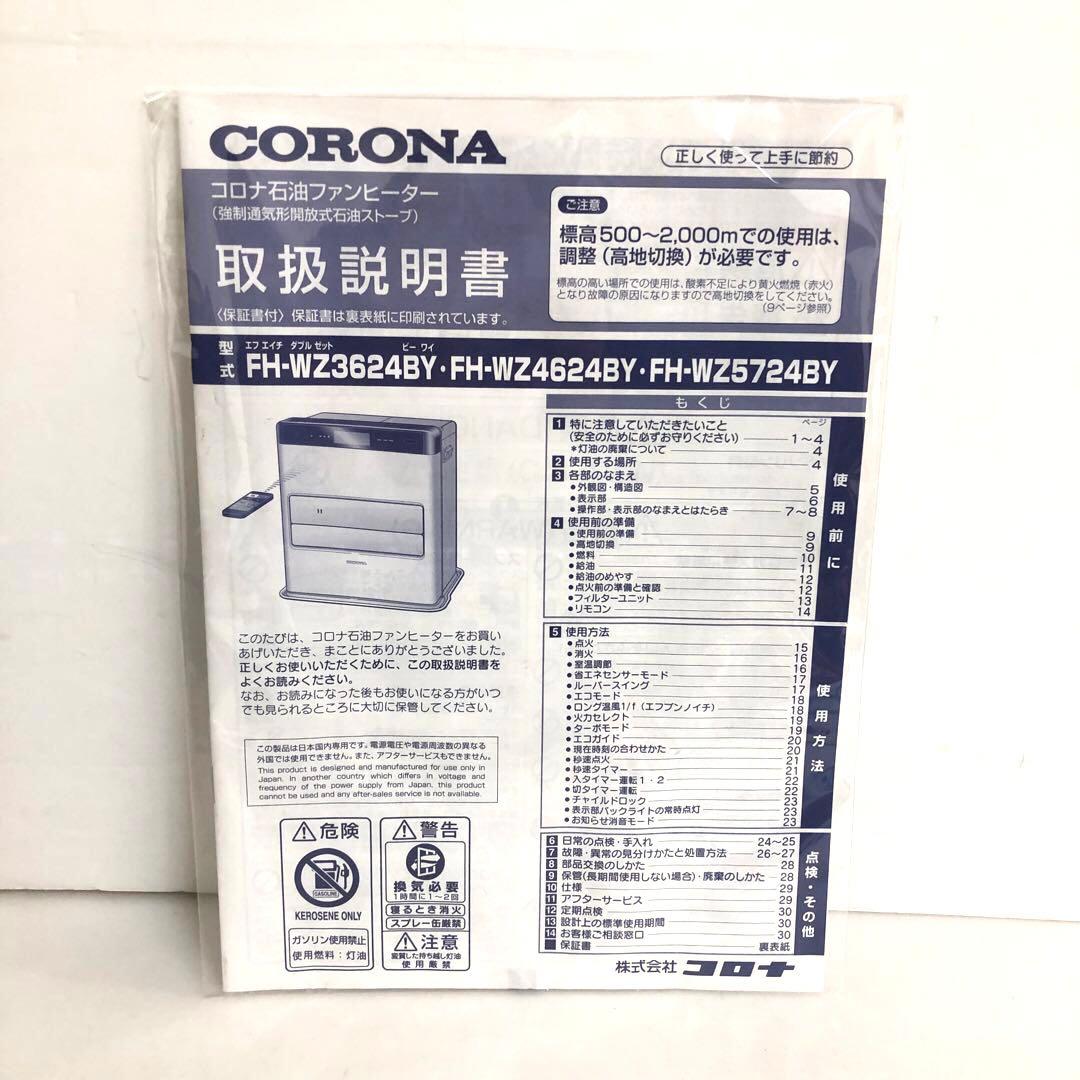 CORONA
正しく使って上手に節約
コロナ石油ファンヒーター
(強制通気形開放式石油ストーブ)
取扱説明書
〈保証書付〉保証書は裏表紙に印刷されています。
ご注意
標高500〜2,000mでの使用は、
調整(高地切換)が必要です。
標高の高い場所での使用は、酸素不足により黄火燃焼(赤火)
となり故障の原因になりますので高地切換をしてください。
(9ページ参照)
エフ エイチ ダブル ゼット ビー ワイ
型式 FH-WZ3624BY・FH-WZ4624BY・FH-WZ5724BY
もくじ
ページ
1 特に注意していただきたいこと
(安全のために必ずお守りください) 1〜4
*灯油の廃棄について 4
2 使用する場所 4
3 各部のなまえ
●外観図・構造図 5
●表示部 6
●操作部・表示部のなまえとはたらき 7〜8
4 使用前の準備
●使用前の準備 9
●高地切換 9
●燃料 10
●給油 11
●給油のめやす 12
●点火前の準備と確認 12
●フィルターユニット 13
●リモコン 14
使用前に
5 使用方法
●点火 15
●消火 16
●室温調節 16
●省エネセンサーモード 17
●ルーバースイング 17
●エコモード 18
●ロング温風1/f(エフブンノイチ) 18
●火力セレクト 19
●ターボモード 19
●エコガイド 20
●現在時刻の合わせかた 20
●秒速点火 21
●秒速タイマー 21
●入タイマー運転1・2 22
●切タイマー運転 22
●チャイルドロック 23
●表示部バックライトの常時点灯 23
●お知らせ消音モード 23
使用方法
6 日常の点検・手入れ 24〜25
7 故障・異常の見分けかたと処置方法 26〜27
8 部品交換のしかた 28
9 保管(長期間使用しない場合)・廃棄のしかた 28
10 仕様 29
11 アフターサービス 29
12 定期点検 30
13 設計上の標準使用期間 30
14 お客様ご相談窓口 30
■ 保証書 裏表紙
点検・その他
CORONA
このたびは、コロナ石油ファンヒーターをお買い
あげいただき、まことにありがとうございました。
正しくお使いいただくために、この取扱説明書を
よくお読みください。
なお、お読みになった後もお使いになる方がいつ
でも見られるところに大切に保管してください。
この製品は日本国内専用です。電源電圧や電源周波数の異なる
外国では使用できません。また、アフターサービスもできません。
This product is designed and manufactured for use only in
Japan. In another country which differs in voltage and
frequency of the power supply from Japan, this product
cannot be used and any after-sales service is not available.
危険
GASOLINE
KEROSENE ONLY
ガソリン使用禁止
使用燃料:灯油
警告
換気必要
1時間に1〜2回
寝るとき消火
スプレー缶厳禁
注意
変質した持ち越し灯油
使用厳禁
株式会社 コロナ